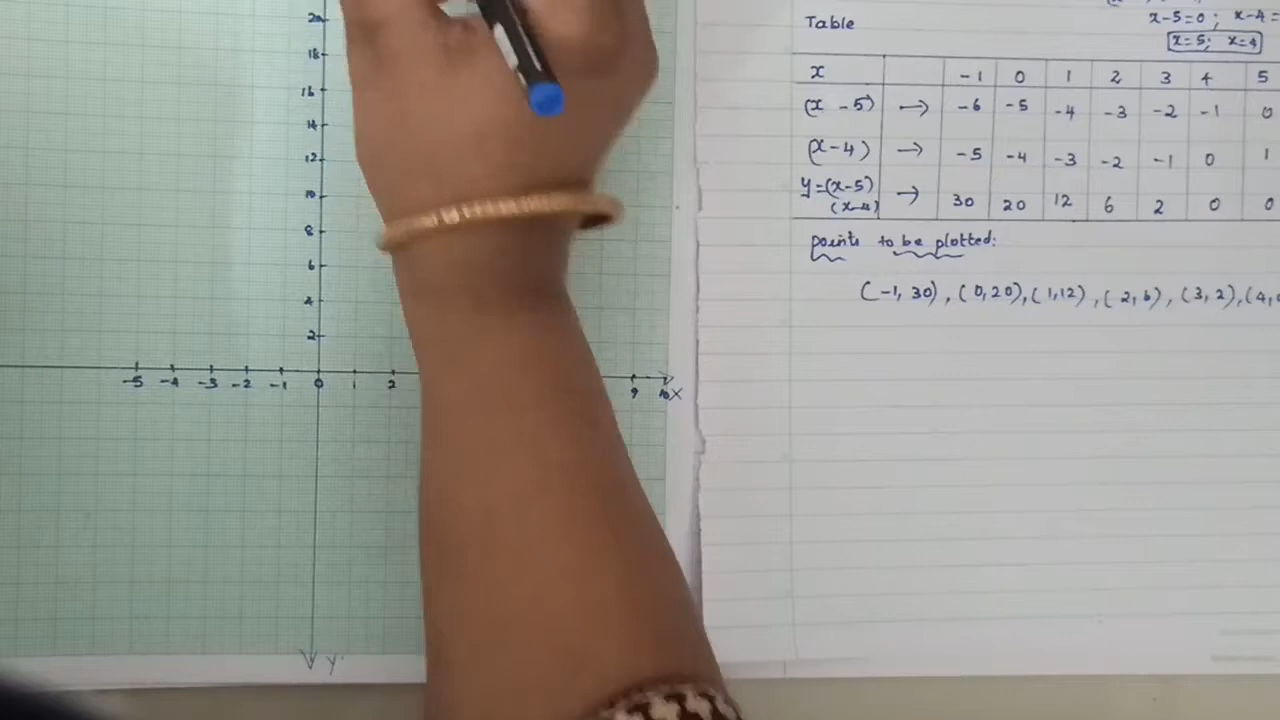 20
18
16
14
12
10
8
6
4
2
-5 -4 -3 -2 -1 0 1 2 9 10 X
Y'
x-5=0 ; x-4=
x=5; x=4
Table
x -1 0 1 2 3 4 5
(x -5) → -6 -5 -4 -3 -2 -1 0
(x-4) → -5 -4 -3 -2 -1 0 1
y=(x-5)
(x-4) → 30 20 12 6 2 0 0
points to be plotted:
(-1, 30) , ( 0,20) , ( 1,12) , ( 2, 6) , (3, 2) , (4,